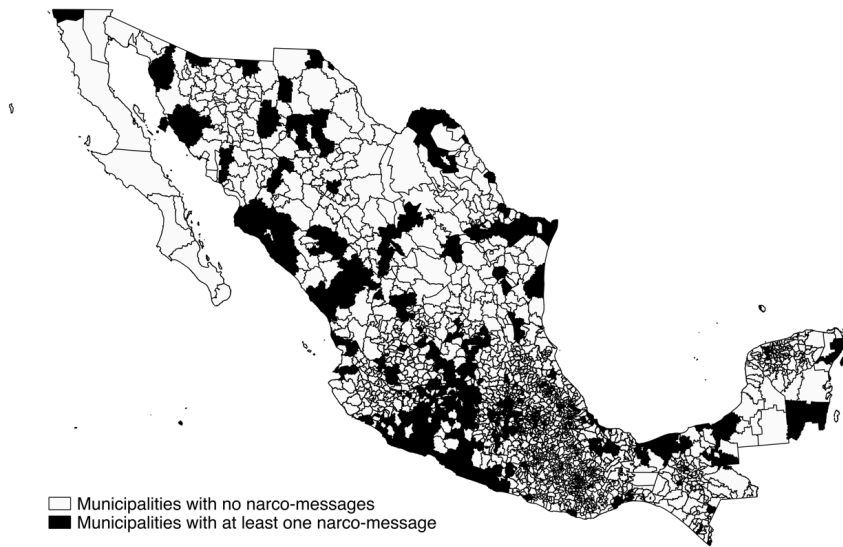 Municipalities with no narco-messages
Municipalities with at least one narco-message